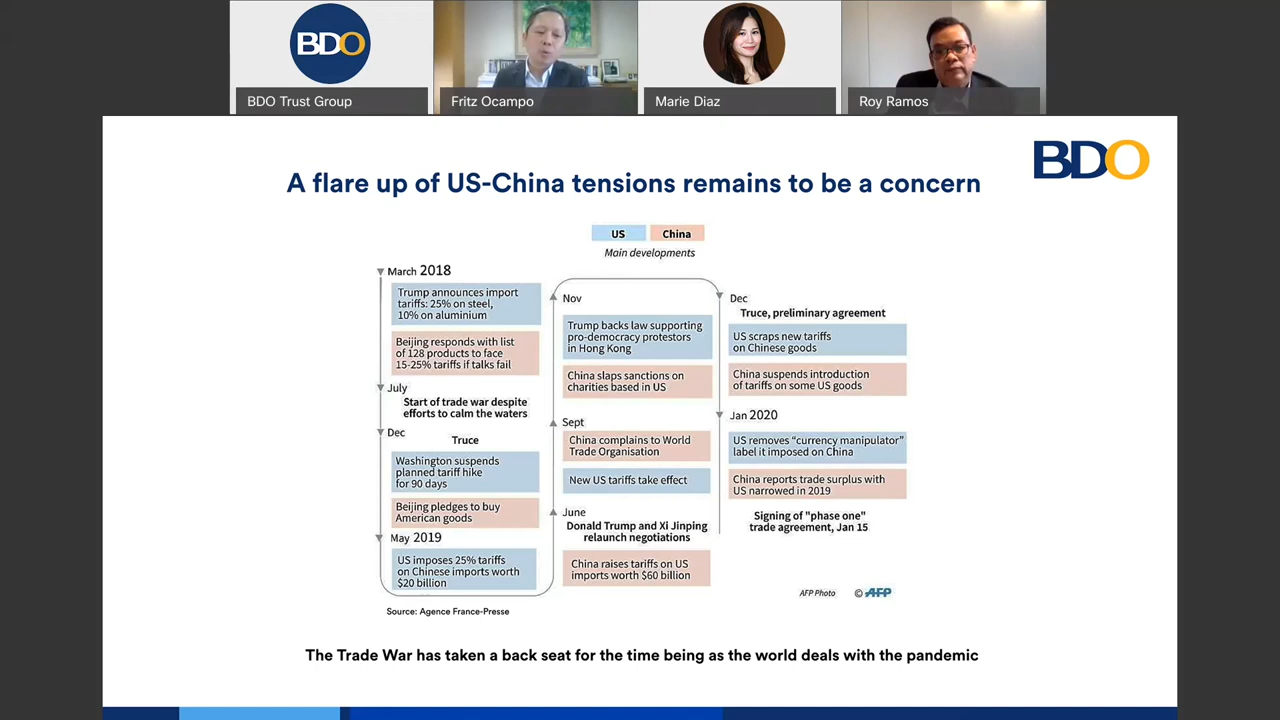 BDO
BDO Trust Group
Fritz Ocampo
Marie Diaz
Roy Ramos
BDO
A flare up of US-China tensions remains to be a concern
US
China
Main developments
March 2018
Trump announces import
tariffs: 25% on steel,
10% on aluminium
Beijing responds with list
of 128 products to face
15-25% tariffs if talks fail
July
Start of trade war despite
efforts to calm the waters
Dec
Truce
Washington suspends
planned tariff hike
for 90 days
Beijing pledges to buy
American goods
May 2019
US imposes 25% tariffs
on Chinese imports worth
$20 billion
June
Donald Trump and Xi Jinping
relaunch negotiations
China raises tariffs on US
imports worth $60 billion
Sept
China complains to World
Trade Organisation
New US tariffs take effect
Nov
Trump backs law supporting
pro-democracy protestors
in Hong Kong
China slaps sanctions on
charities based in US
Dec
Truce, preliminary agreement
US scraps new tariffs
on Chinese goods
China suspends introduction
of tariffs on some US goods
Jan 2020
US removes “currency manipulator”
label it imposed on China
China reports trade surplus with
US narrowed in 2019
Signing of "phase one"
trade agreement, Jan 15
AFP Photo © AFP
Source: Agence France-Presse
The Trade War has taken a back seat for the time being as the world deals with the pandemic